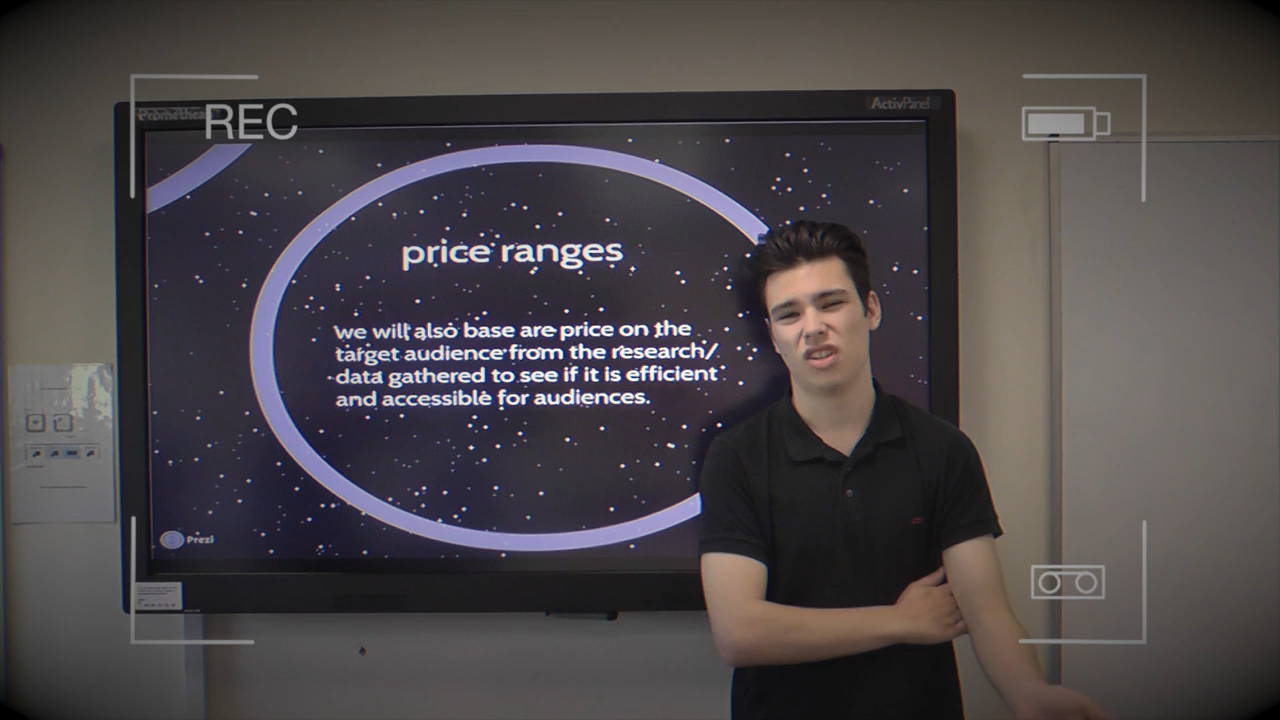 Promethean
ActivPanel
REC
price ranges
we will also base are price on the
target audience from the research/
data gathered to see if it is efficient
and accessible for audiences.
Prezi